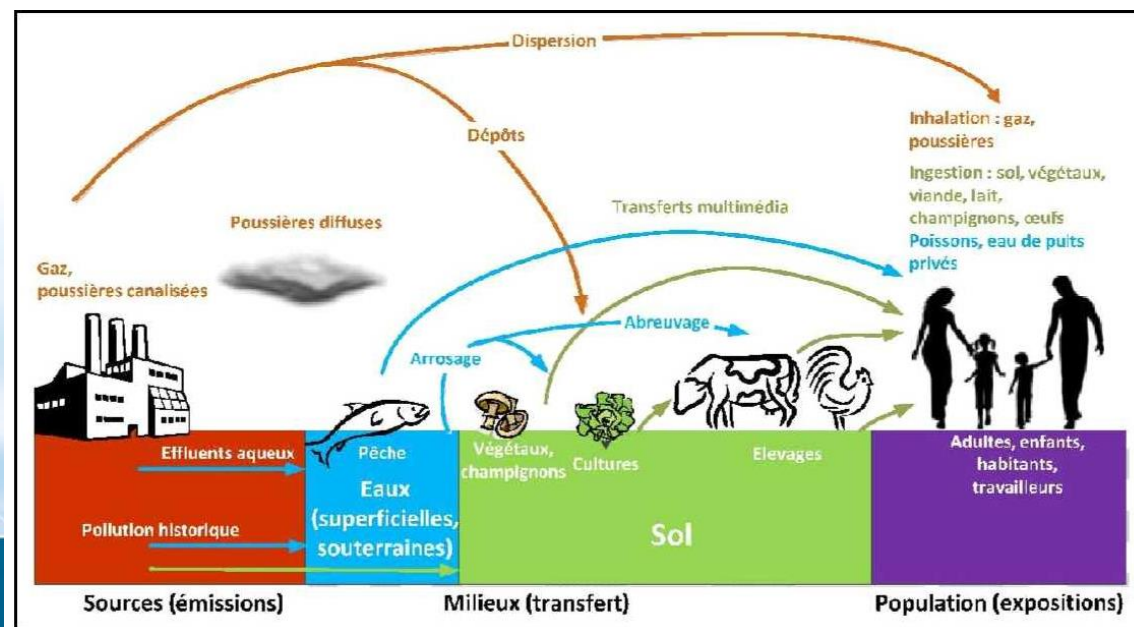 Dispersion
Dépôts
Inhalation : gaz,
poussières
Ingestion : sol, végétaux,
viande, lait,
champignons, œufs
Poissons, eau de puits
privés
Transferts multimédia
Poussières diffuses
Gaz,
poussières canalisées
Abreuvage
Arrosage
Effluents aqueux
Pollution historique
Pêche
Eaux
(superficielles,
souterraines)
Végétaux,
champignons
Cultures
Elevages
Sol
Adultes, enfants,
habitants,
travailleurs
Sources (émissions)
Milieux (transfert)
Population (expositions)